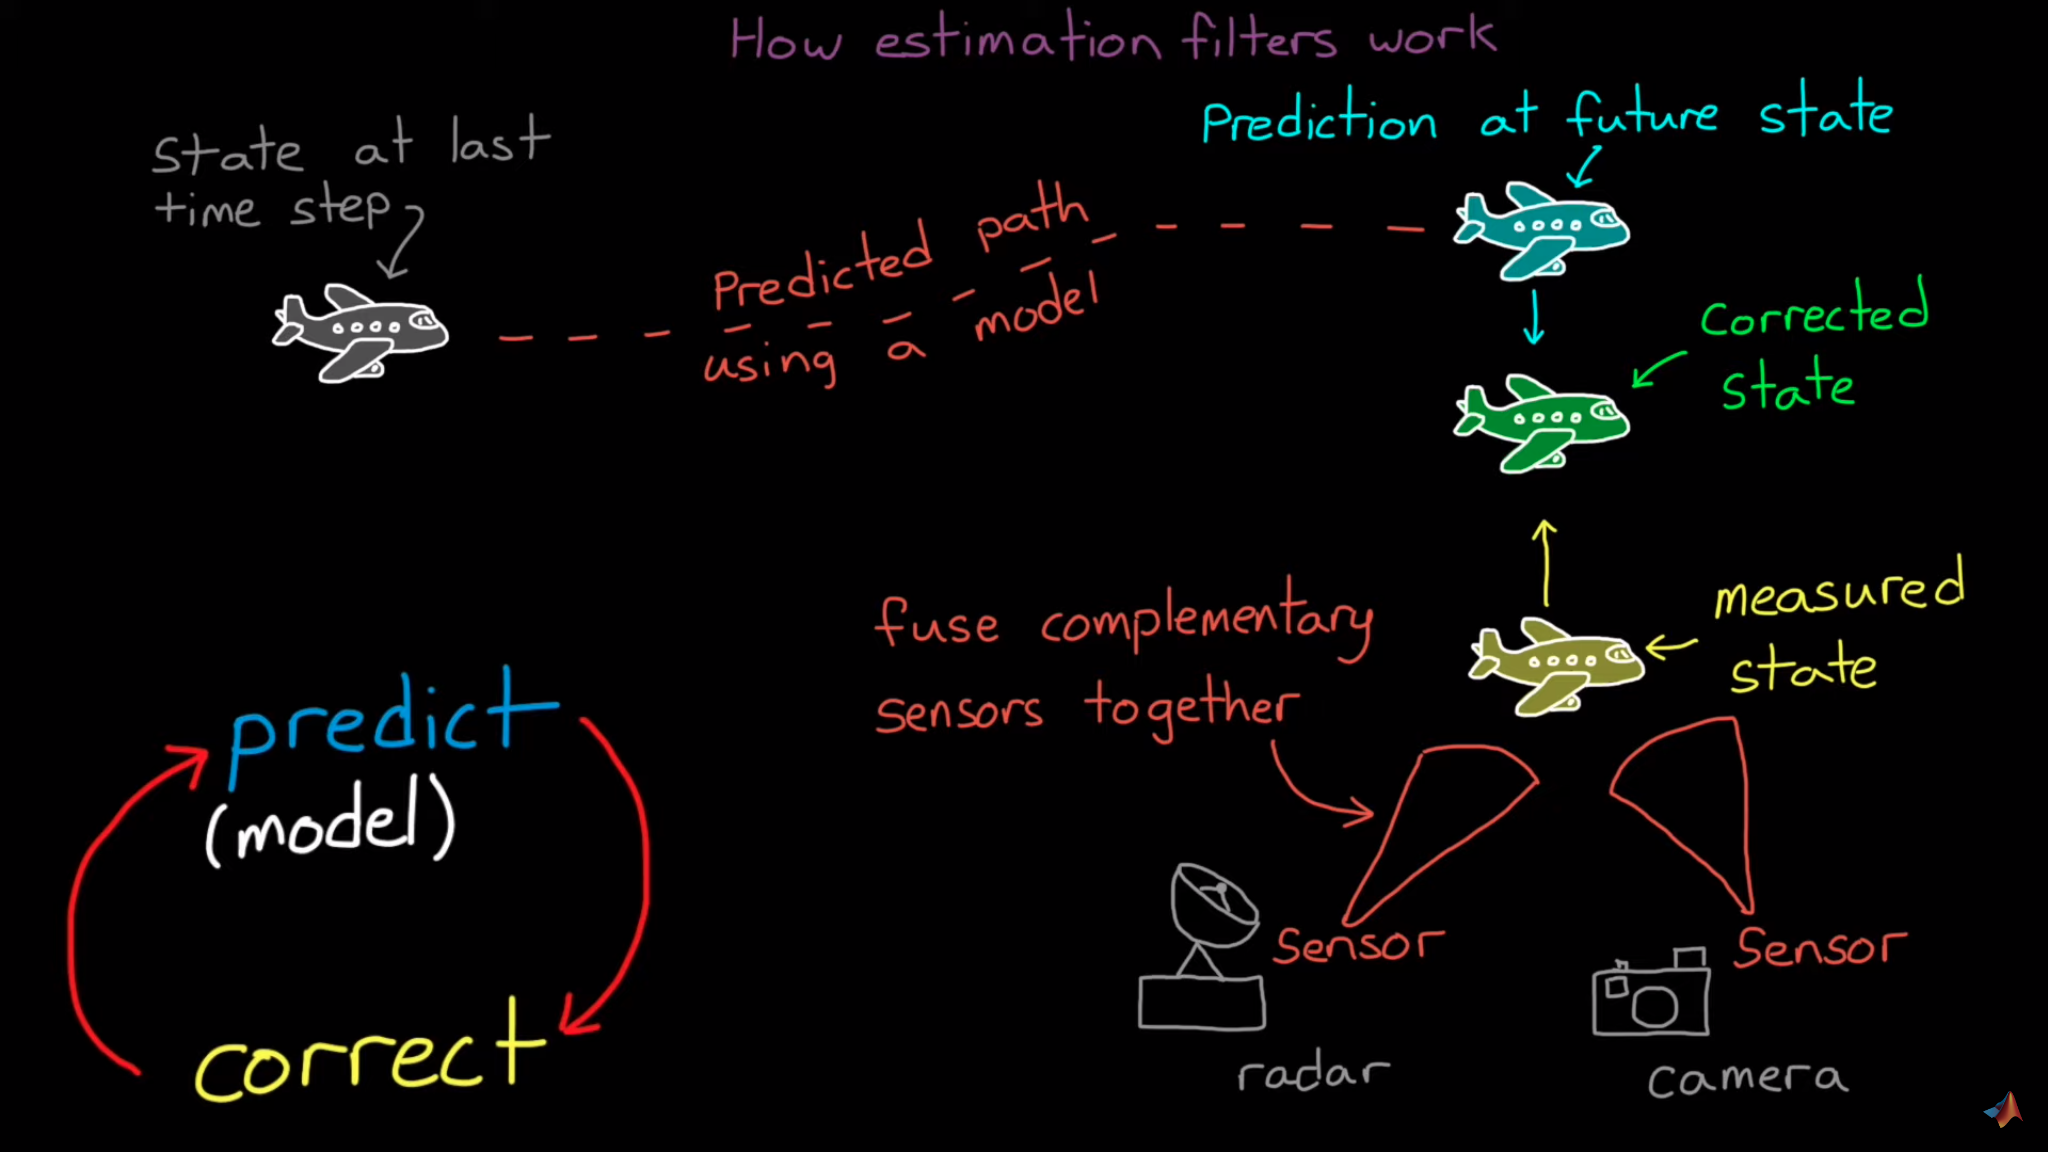 How estimation filters work
State at last
time step
Prediction at future state
Predicted path
using a model
corrected
state
measured
state
fuse complementary
sensors together
predict
(model)
correct
Sensor
Sensor
radar
camera